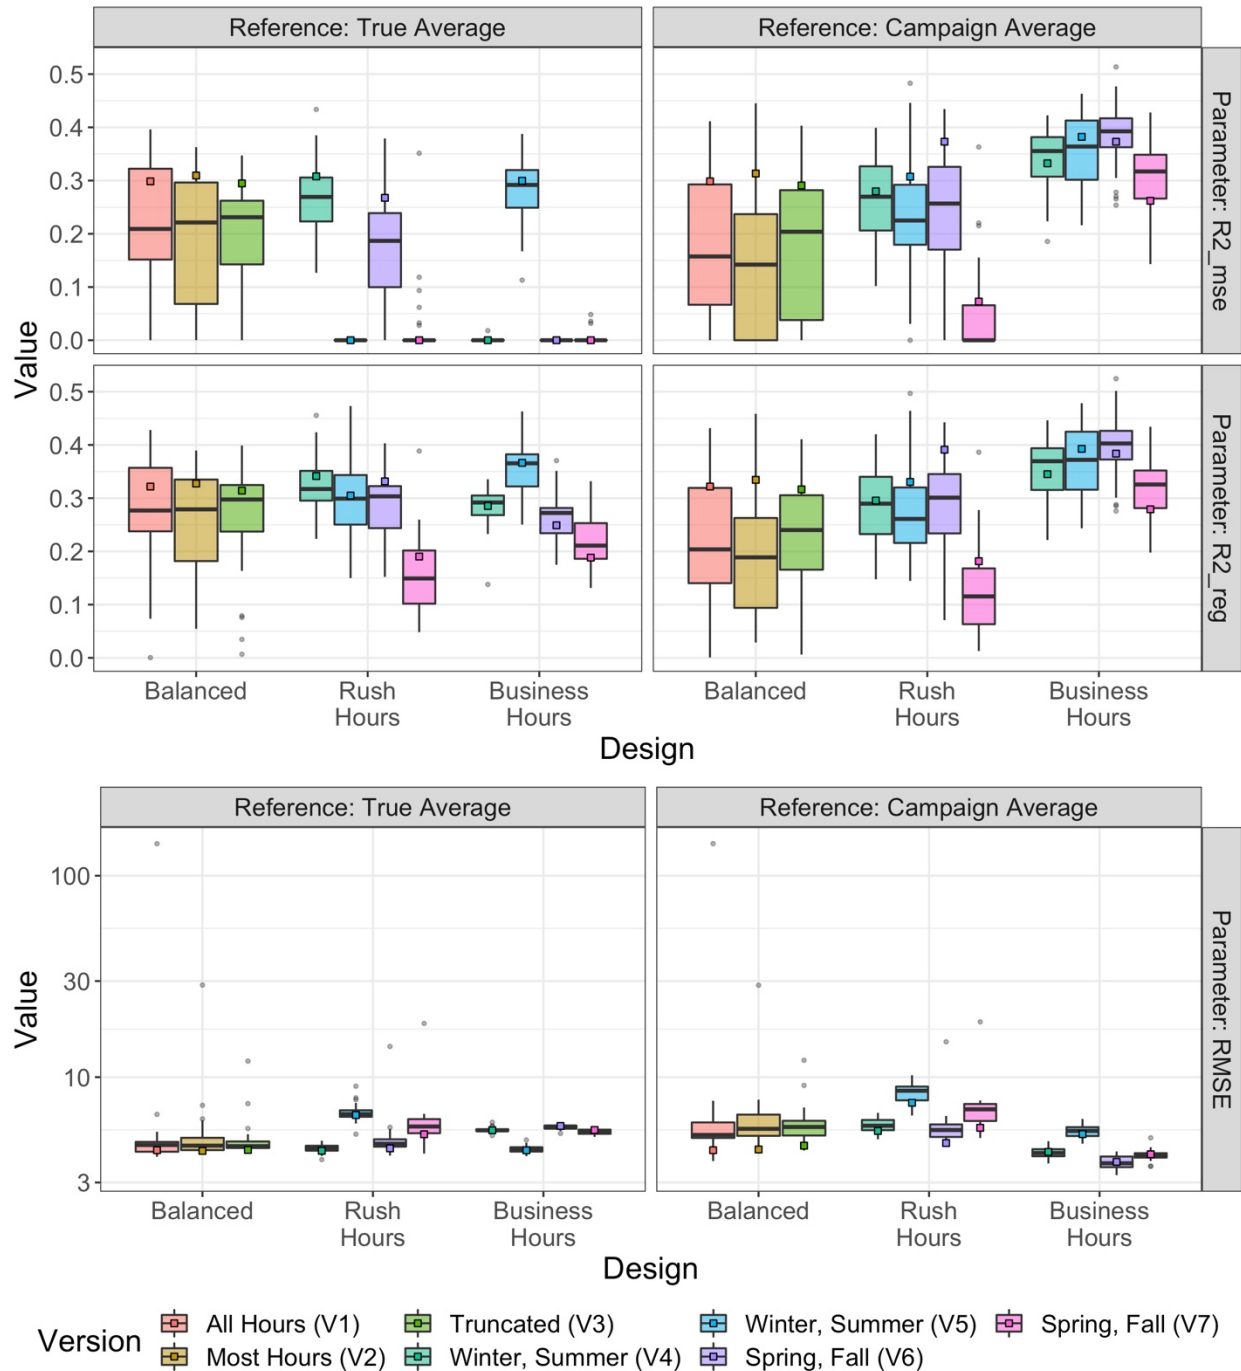 Reference: True Average
Reference: Campaign Average
Value
0.5
0.4
0.3
0.2
0.1
0.0
Parameter: R2_mse
0.5
0.4
0.3
0.2
0.1
0.0
Parameter: R2_reg
Balanced
Rush
Hours
Business
Hours
Balanced
Rush
Hours
Business
Hours
Design
Reference: True Average
Reference: Campaign Average
Value
100
30
10
3
Parameter: RMSE
Balanced
Rush
Hours
Business
Hours
Balanced
Rush
Hours
Business
Hours
Design
Version
All Hours (V1)
Truncated (V3)
Winter, Summer (V5)
Spring, Fall (V7)
Most Hours (V2)
Winter, Summer (V4)
Spring, Fall (V6)